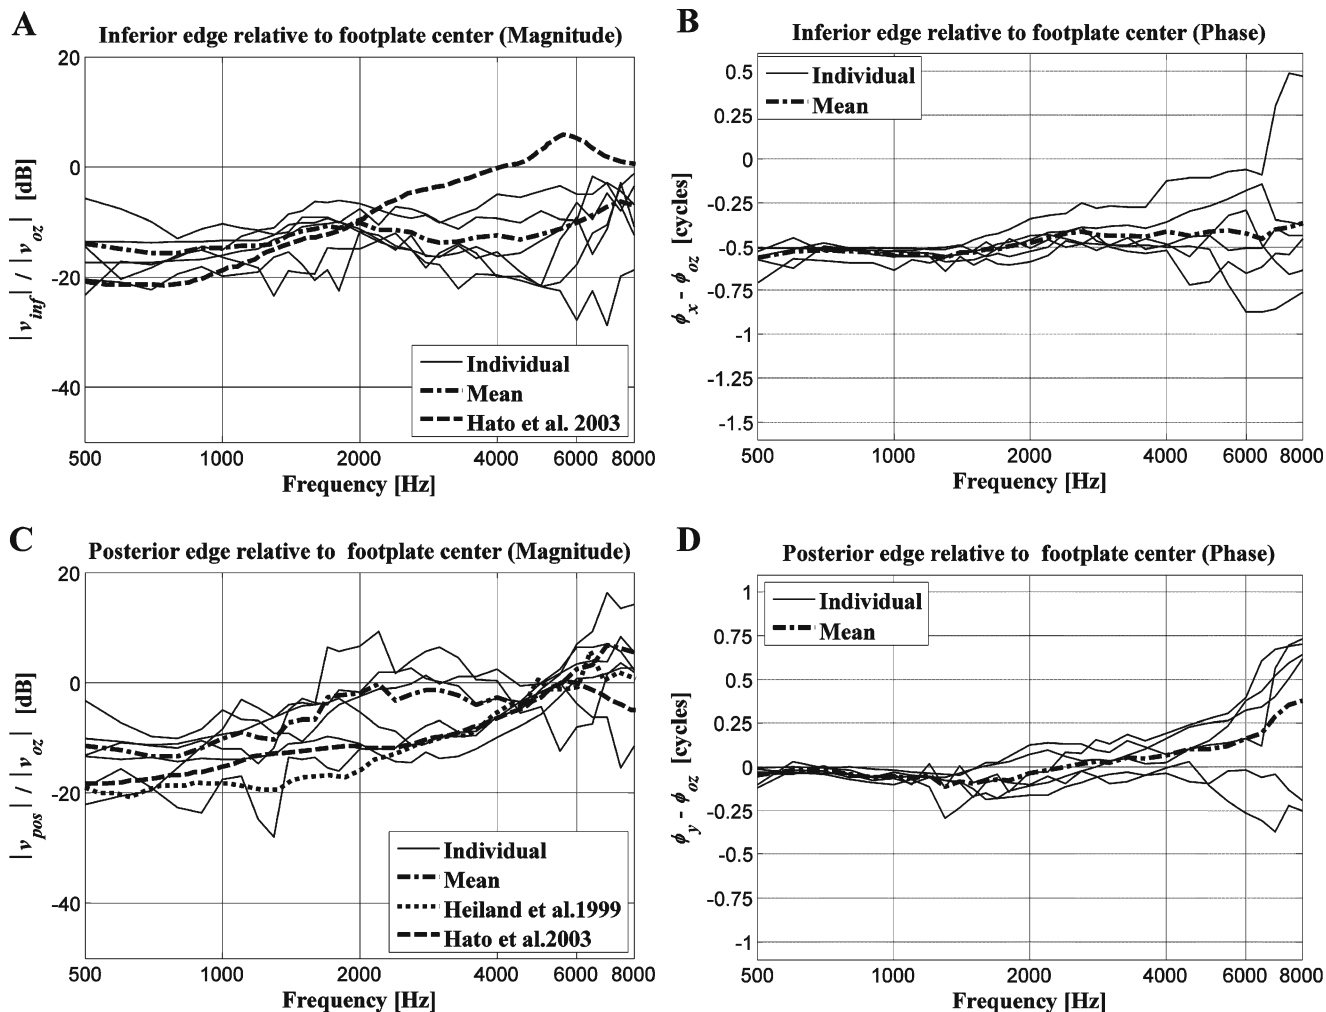 A
Inferior edge relative to footplate center (Magnitude)
20
0
-20
-40
|v_inf| / |v_oz| [dB]
Individual
Mean
Hato et al. 2003
500 1000 2000 4000 6000 8000
Frequency [Hz]
B
Inferior edge relative to footplate center (Phase)
0.5
0.25
0
-0.25
-0.5
-0.75
-1
-1.25
-1.5
ϕ_x - ϕ_oz [cycles]
Individual
Mean
500 1000 2000 4000 6000 8000
Frequency [Hz]
C
Posterior edge relative to footplate center (Magnitude)
20
0
-20
-40
|v_pos| / |v_oz| [dB]
Individual
Mean
Heiland et al.1999
Hato et al.2003
500 1000 2000 4000 6000 8000
Frequency [Hz]
D
Posterior edge relative to footplate center (Phase)
1
0.75
0.5
0.25
0
-0.25
-0.5
-0.75
-1
ϕ_y - ϕ_oz [cycles]
Individual
Mean
500 1000 2000 4000 6000 8000
Frequency [Hz]